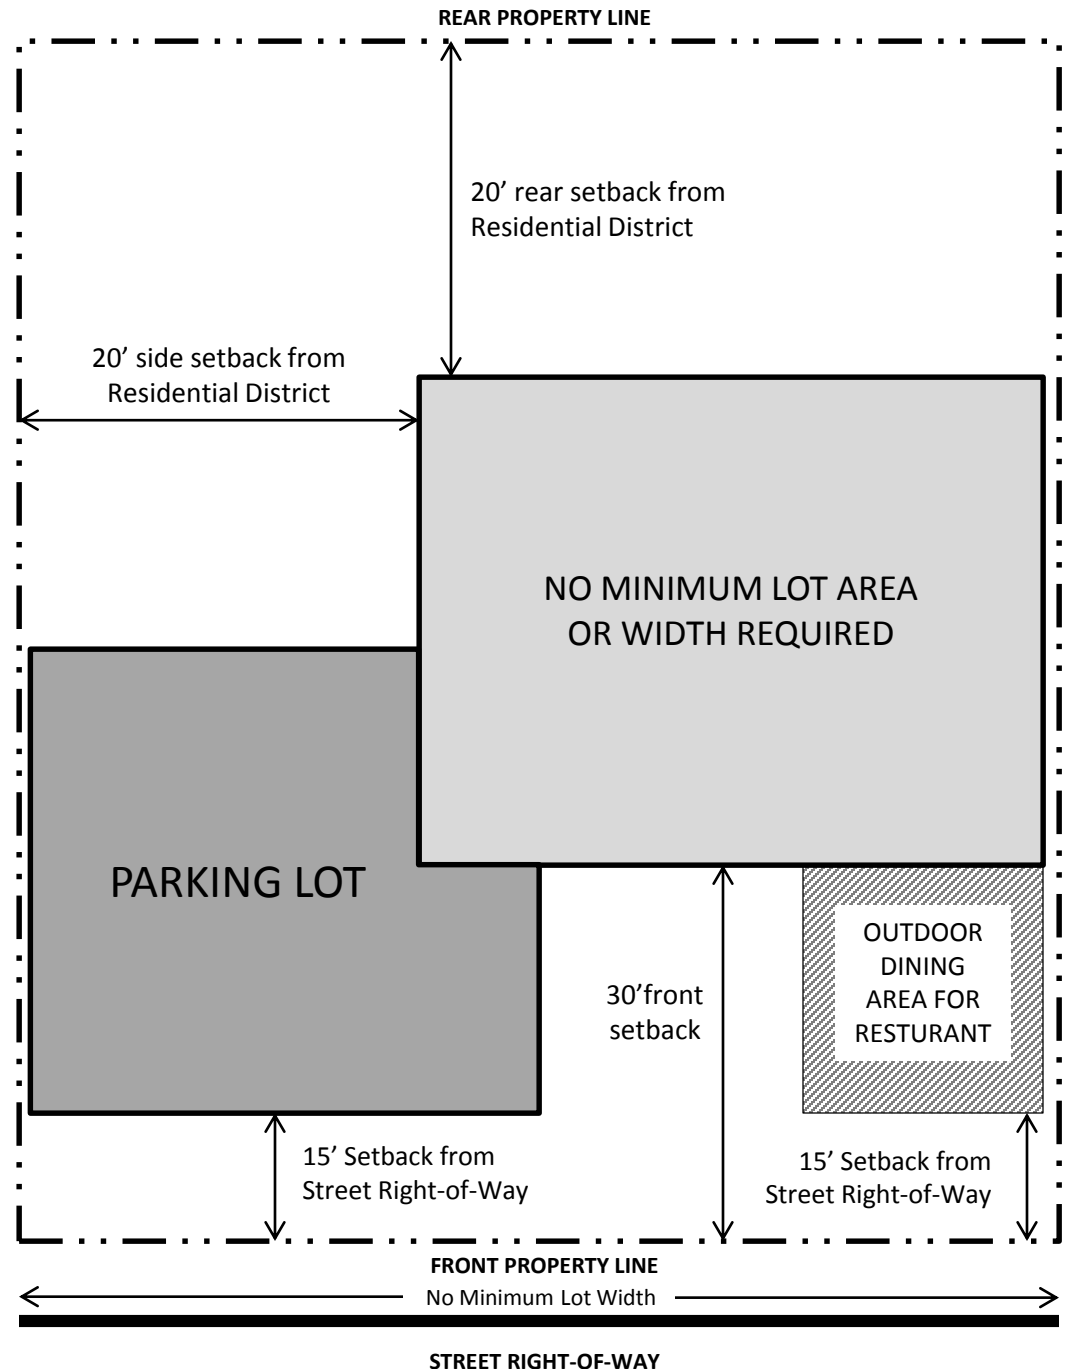 REAR PROPERTY LINE
20’ rear setback from
Residential District
20’ side setback from
Residential District
NO MINIMUM LOT AREA
OR WIDTH REQUIRED
PARKING LOT
OUTDOOR
DINING
AREA FOR
RESTURANT
30’front
setback
15’ Setback from
Street Right-of-Way
15’ Setback from
Street Right-of-Way
FRONT PROPERTY LINE
No Minimum Lot Width
STREET RIGHT-OF-WAY